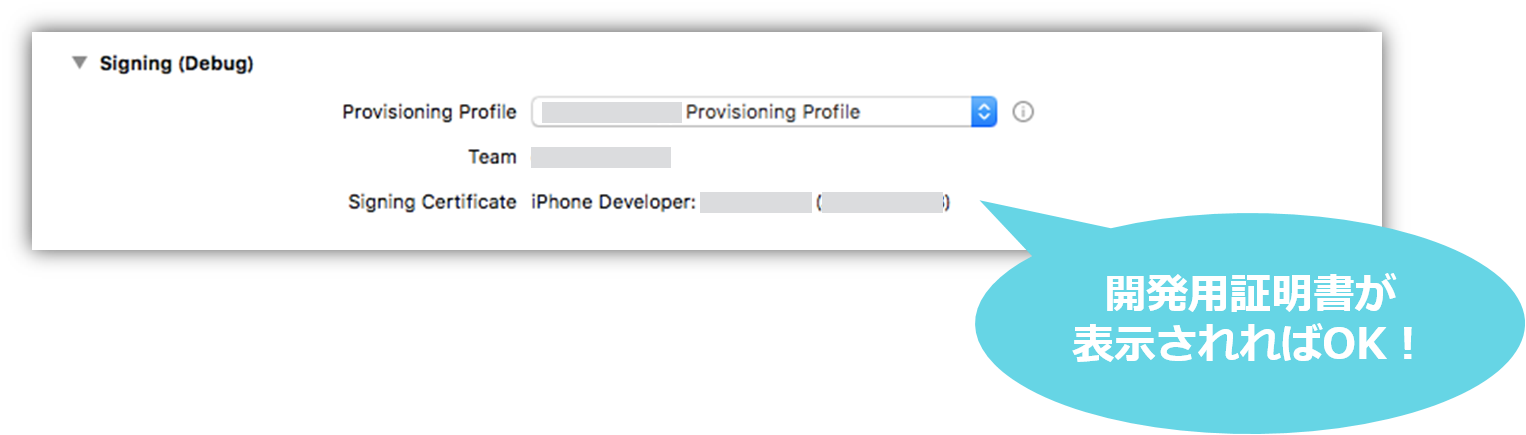 Signing (Debug)
Provisioning Profile Provisioning Profile
Team
Signing Certificate iPhone Developer: ( )
開発用証明書が
表示されればOK！